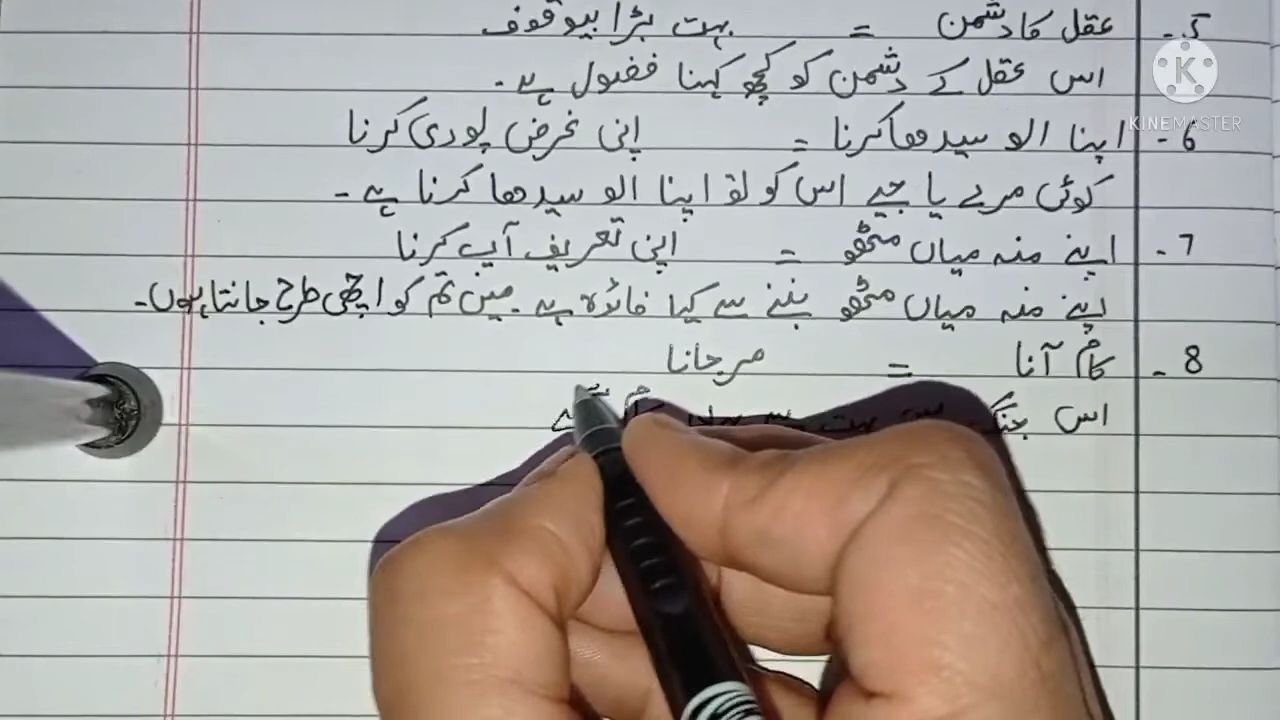 5- عقل کا دشمن = بہت بڑا بیوقوف
اس عقل کے دشمن کو کچھ کہنا فضول ہے۔
6- اپنا الو سیدھا کرنا = اپنی غرض پوری کرنا
کوئی مرے یا جیے اس کو تو اپنا الو سیدھا کرنا ہے۔
7- اپنے منہ میاں مٹھو = اپنی تعریف آپ کرنا
اپنے منہ میاں مٹھو بننے سے کیا فائدہ ہے۔ میں تم کو اچھی طرح جانتا ہوں۔
8- کام آنا = مر جانا
اس جنگ میں بہت سے
K
KINEMASTER